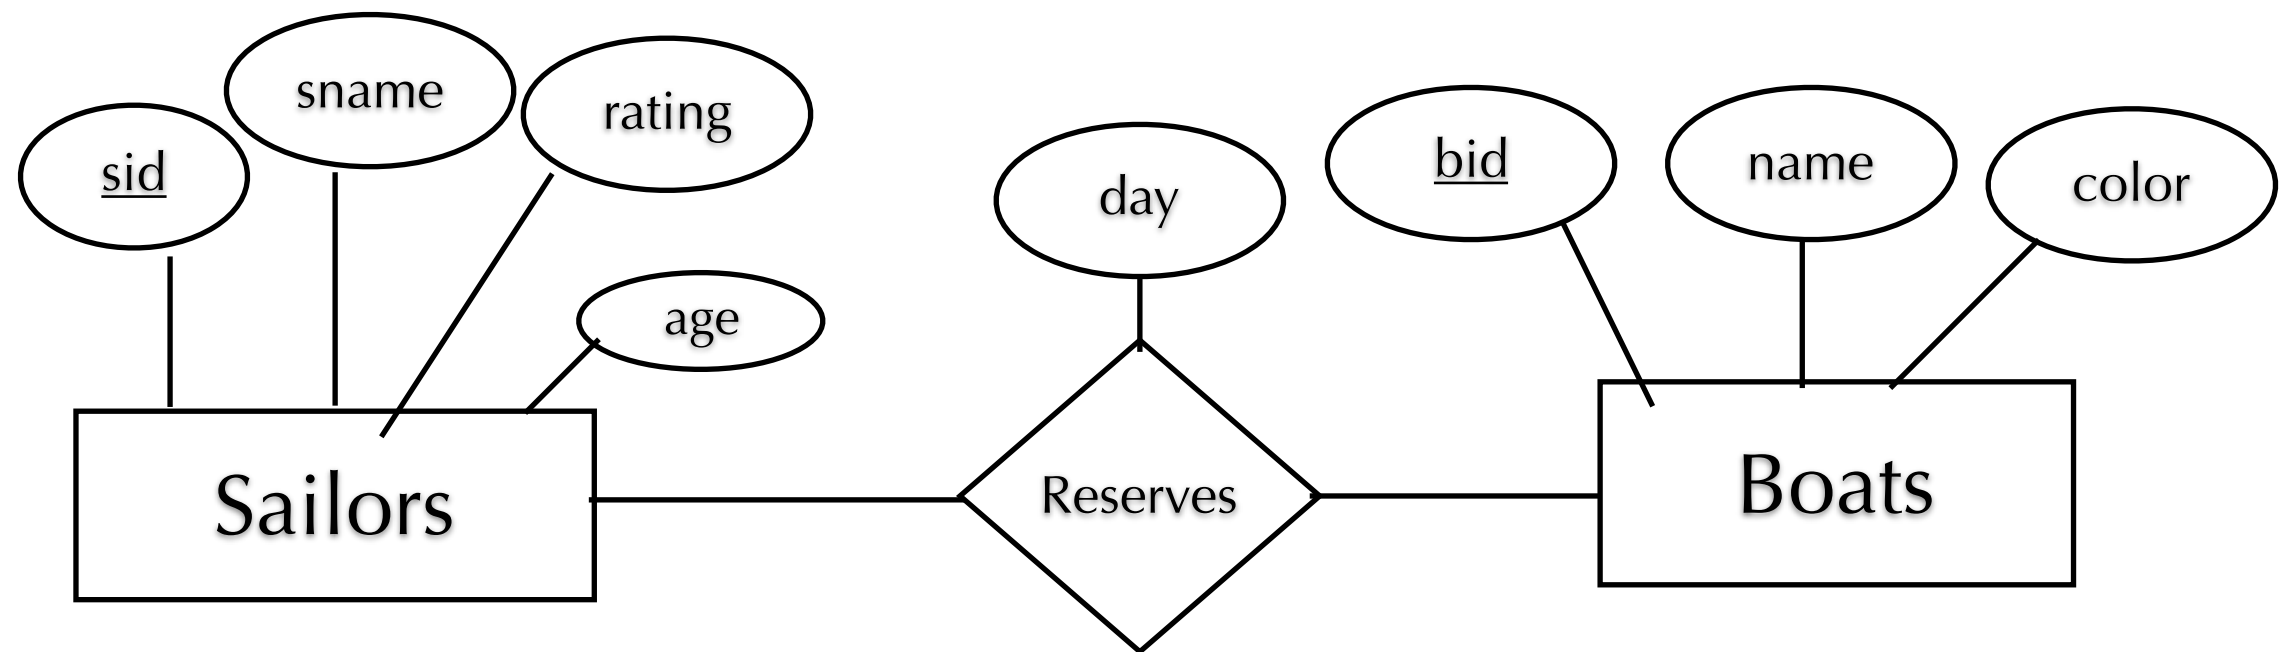 sname
rating
sid
day
bid
name
color
age
Sailors
Reserves
Boats